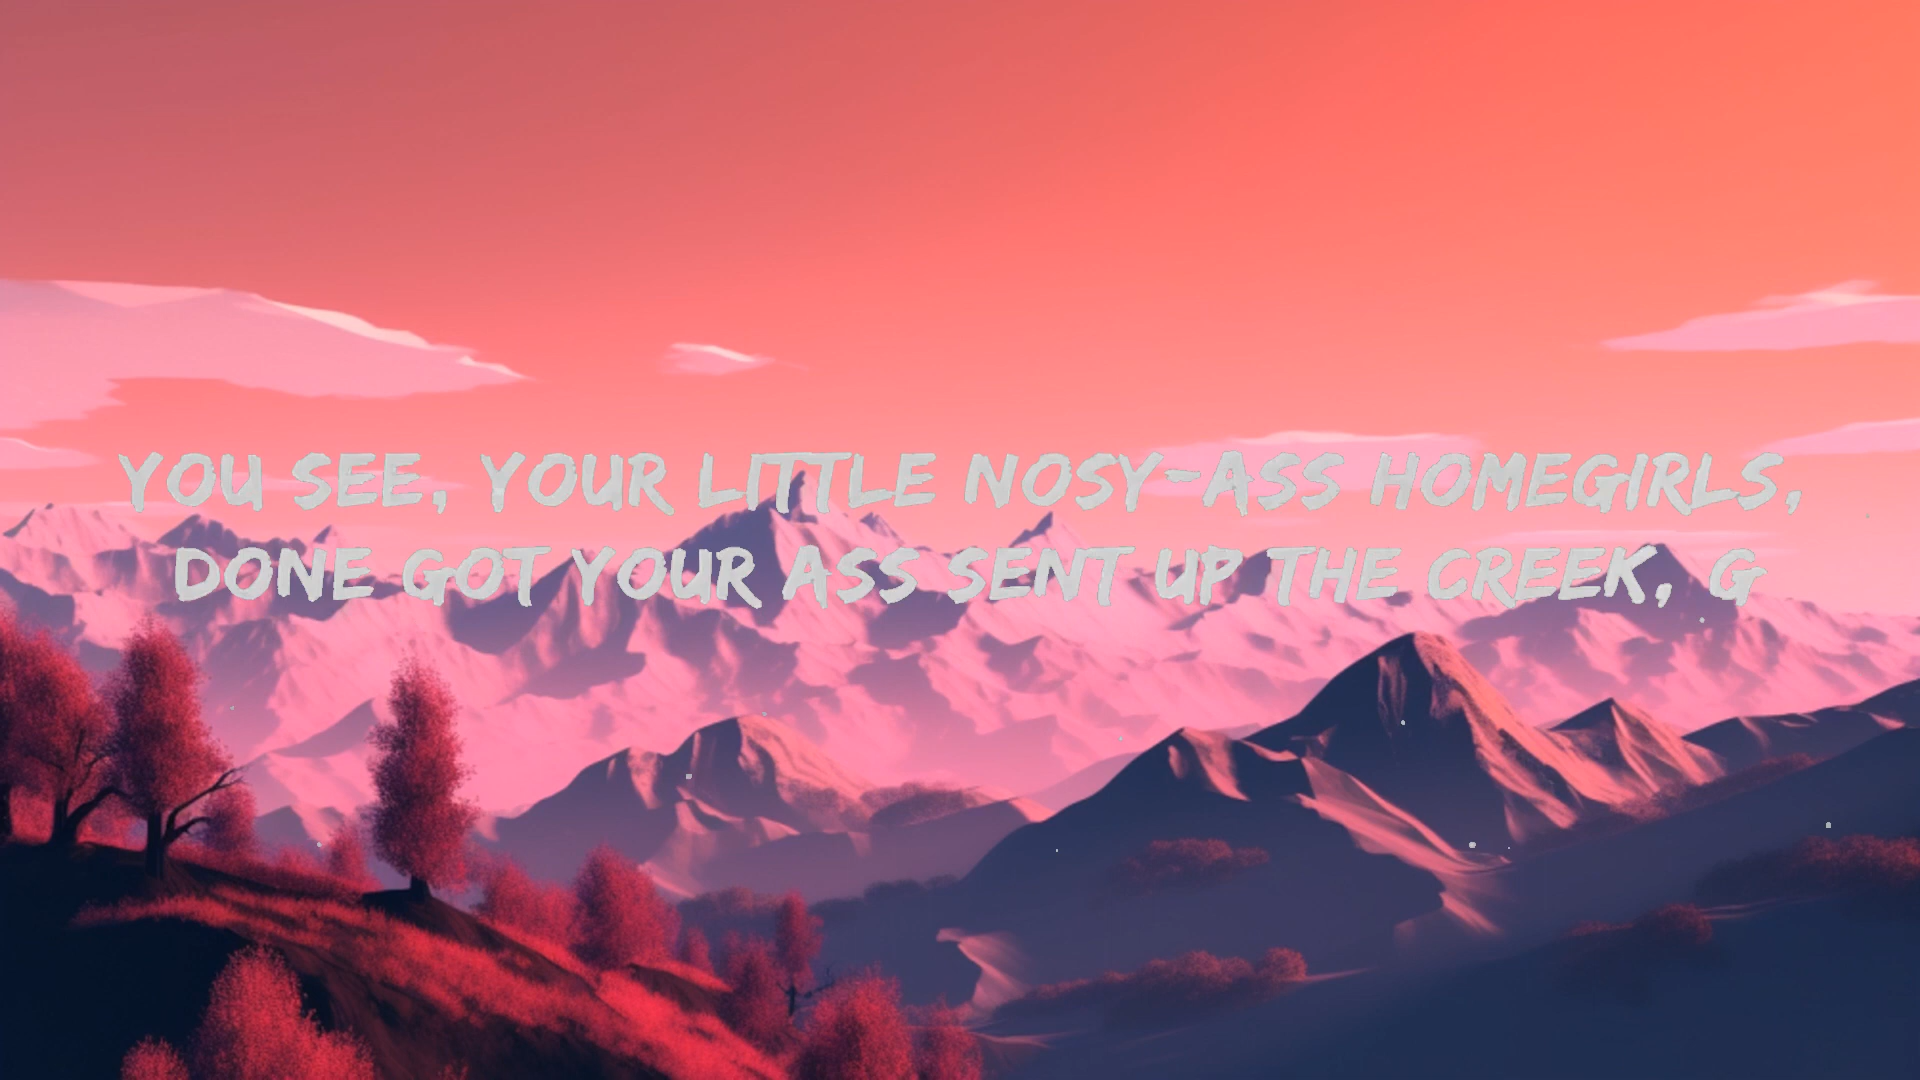 YOU SEE, YOUR LITTLE NOSY-ASS HOMEGIRLS,
DONE GOT YOUR ASS SENT UP THE CREEK, G